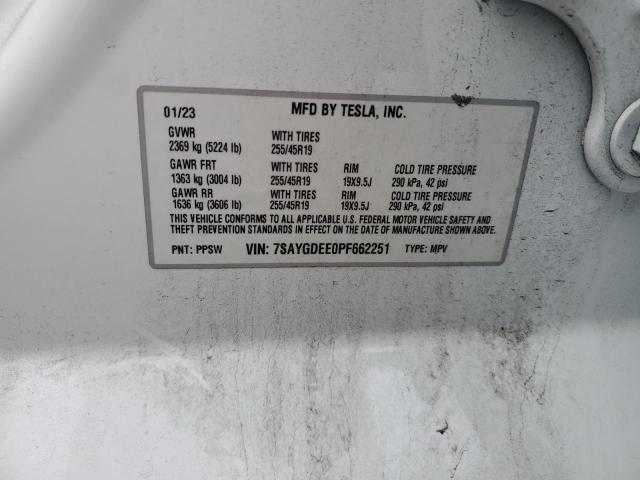 01/23 MFD BY TESLA, INC.
GVWR WITH TIRES
2369 kg (5224 lb) 255/45R19
GAWR FRT WITH TIRES RIM COLD TIRE PRESSURE
1363 kg (3004 lb) 255/45R19 19X9.5J 290 kPa, 42 psi
GAWR RR WITH TIRES RIM COLD TIRE PRESSURE
1636 kg (3606 lb) 255/45R19 19X9.5J 290 kPa, 42 psi
THIS VEHICLE CONFORMS TO ALL APPLICABLE U.S. FEDERAL MOTOR VEHICLE SAFETY AND
THEFT PREVENTION STANDARDS IN EFFECT ON THE DATE OF MANUFACTURE SHOWN ABOVE.
PNT: PPSW VIN: 7SAYGDEE0PF662251 TYPE: MPV